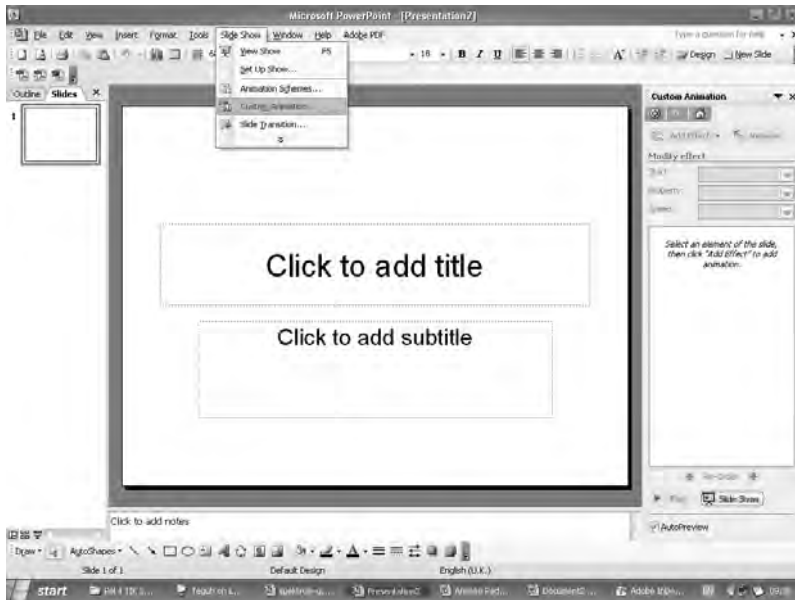 Microsoft PowerPoint - [Presentation2]
File Edit View Insert Format Tools Slide Show Window Help Adobe PDF
Type a question for help
View Show F5
Set Up Show...
Animation Schemes...
Custom Animation...
Slide Transition...
18 B I U
Design New Slide
Outline Slides
1
Custom Animation
Add Effect
Modify effect
Property:
Speed:
Select an element of the slide, then click "Add Effect" to add animation.
Click to add title
Click to add subtitle
Re-Order
Play Slide Show
AutoPreview
Click to add notes
Draw AutoShapes
Slide 1 of 1 Default Design English (U.K.)
start